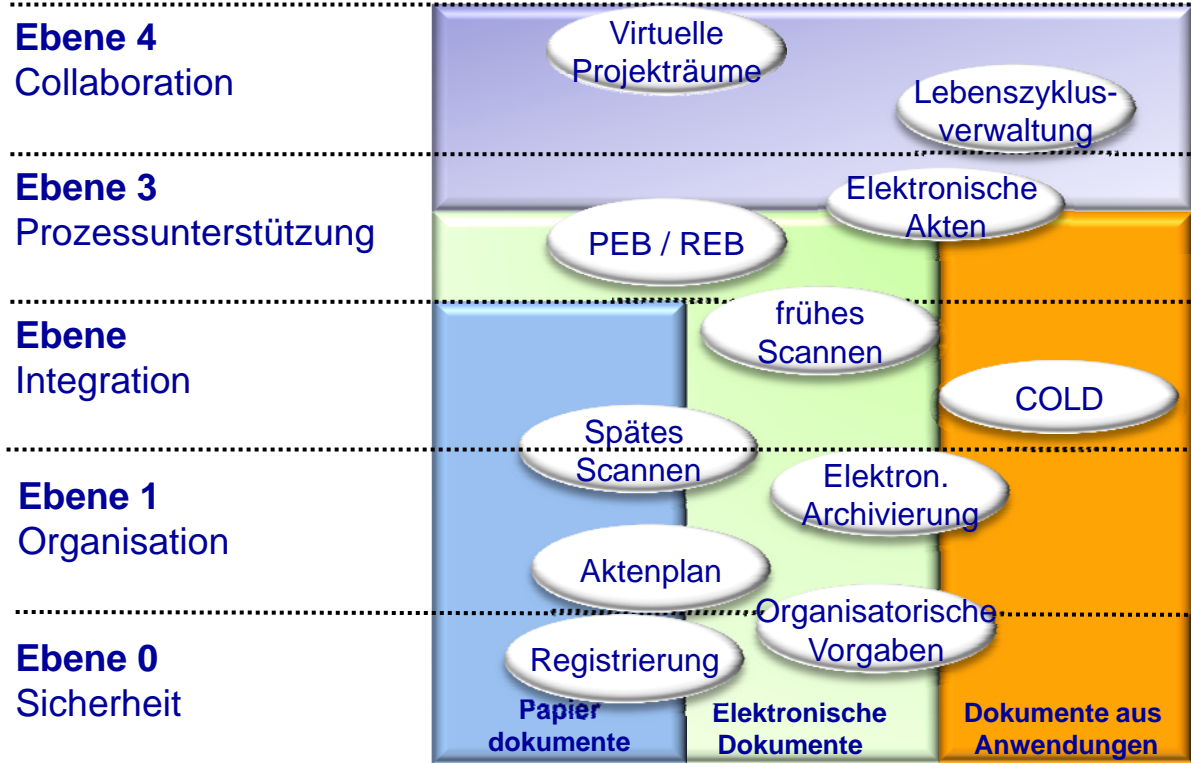 Ebene 4
Collaboration
Virtuelle
Projekträume
Lebenszyklus-
verwaltung
Ebene 3
Prozessunterstützung
Elektronische
Akten
PEB / REB
Ebene
Integration
frühes
Scannen
COLD
Spätes
Scannen
Ebene 1
Organisation
Elektron.
Archivierung
Aktenplan
Organisatorische
Vorgaben
Ebene 0
Sicherheit
Registrierung
Papier
dokumente
Elektronische
Dokumente
Dokumente aus
Anwendungen